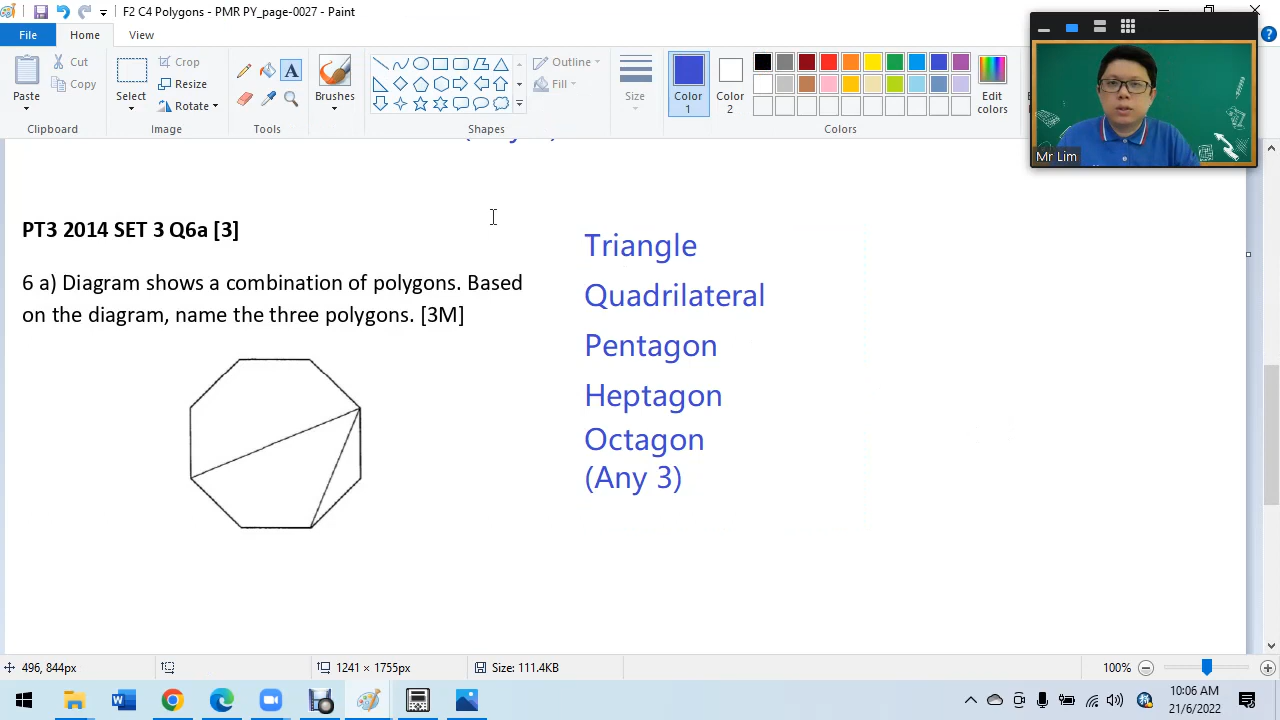 F2 C4 Polygons - PMR PY_page-0027 - Paint
File
Home
View
Paste
Cut
Copy
Clipboard
Select
Crop
Resize
Rotate
Image
A
Tools
Brushes
Outline
Fill
Shapes
Size
Color 1
Color 2
Edit colors
Colors
Mr Lim
PT3 2014 SET 3 Q6a [3]
6 a) Diagram shows a combination of polygons. Based
on the diagram, name the three polygons. [3M]
Triangle
Quadrilateral
Pentagon
Heptagon
Octagon
(Any 3)
496, 844px
1241 × 1755px
Size: 111.4KB
100%
10:06 AM
21/6/2022